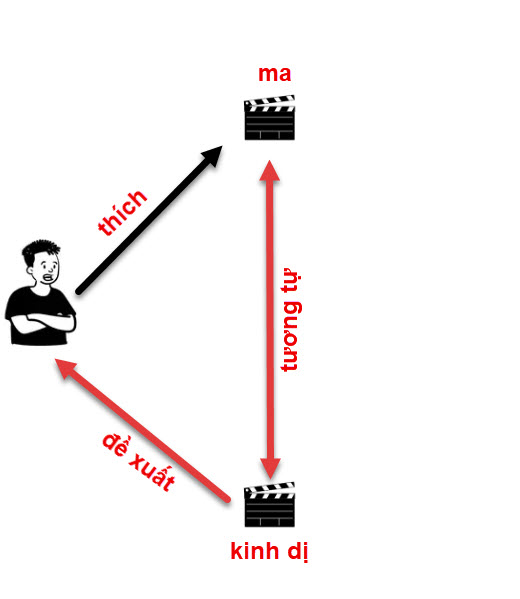 ma
thích
tương tự
đề xuất
kinh dị